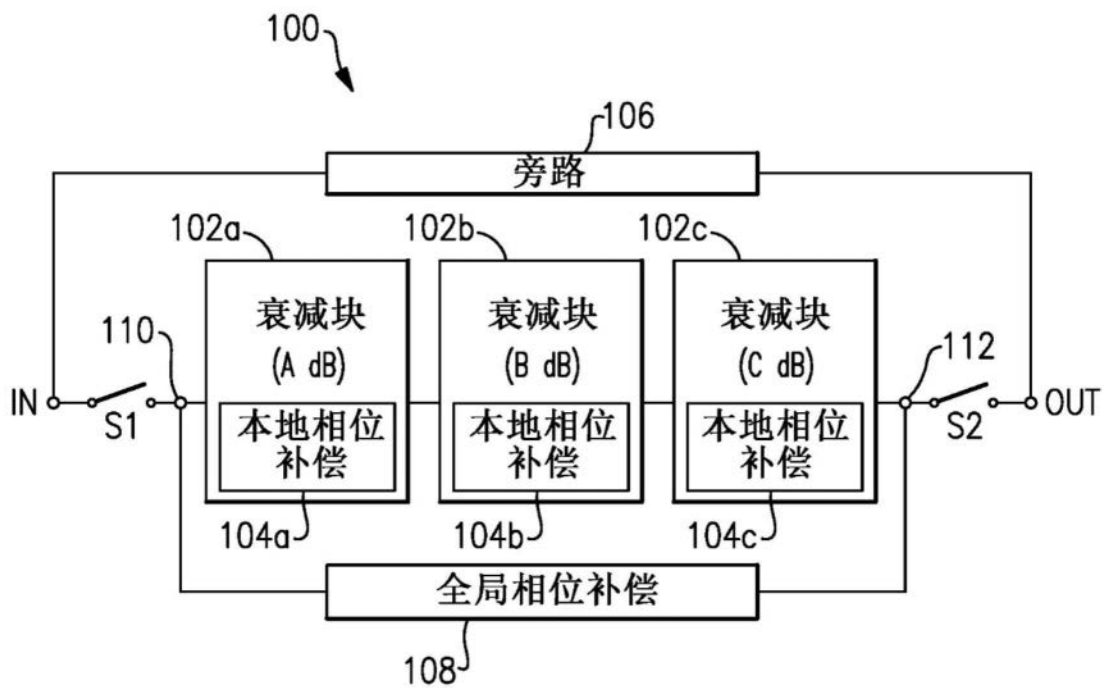 100
106
旁路
102a
102b
102c
衰减块
(A dB)
衰减块
(B dB)
衰减块
(C dB)
110
112
IN
S1
S2
OUT
本地相位
补偿
本地相位
补偿
本地相位
补偿
104a
104b
104c
全局相位补偿
108